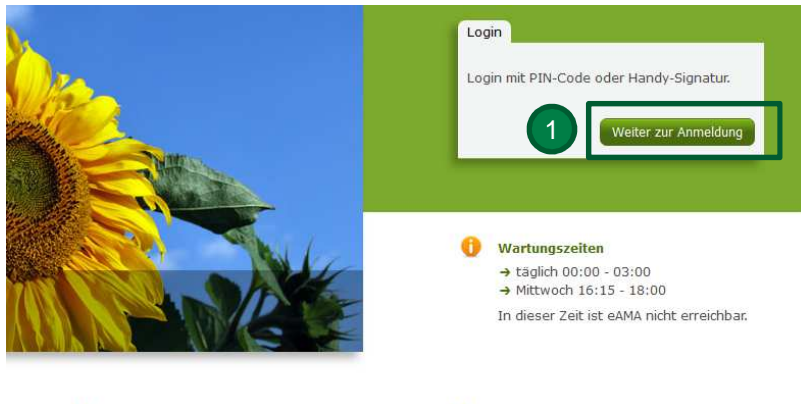 Login
Login mit PIN-Code oder Handy-Signatur.
1
Weiter zur Anmeldung
Wartungszeiten
→ täglich 00:00 - 03:00
→ Mittwoch 16:15 - 18:00
In dieser Zeit ist eAMA nicht erreichbar.